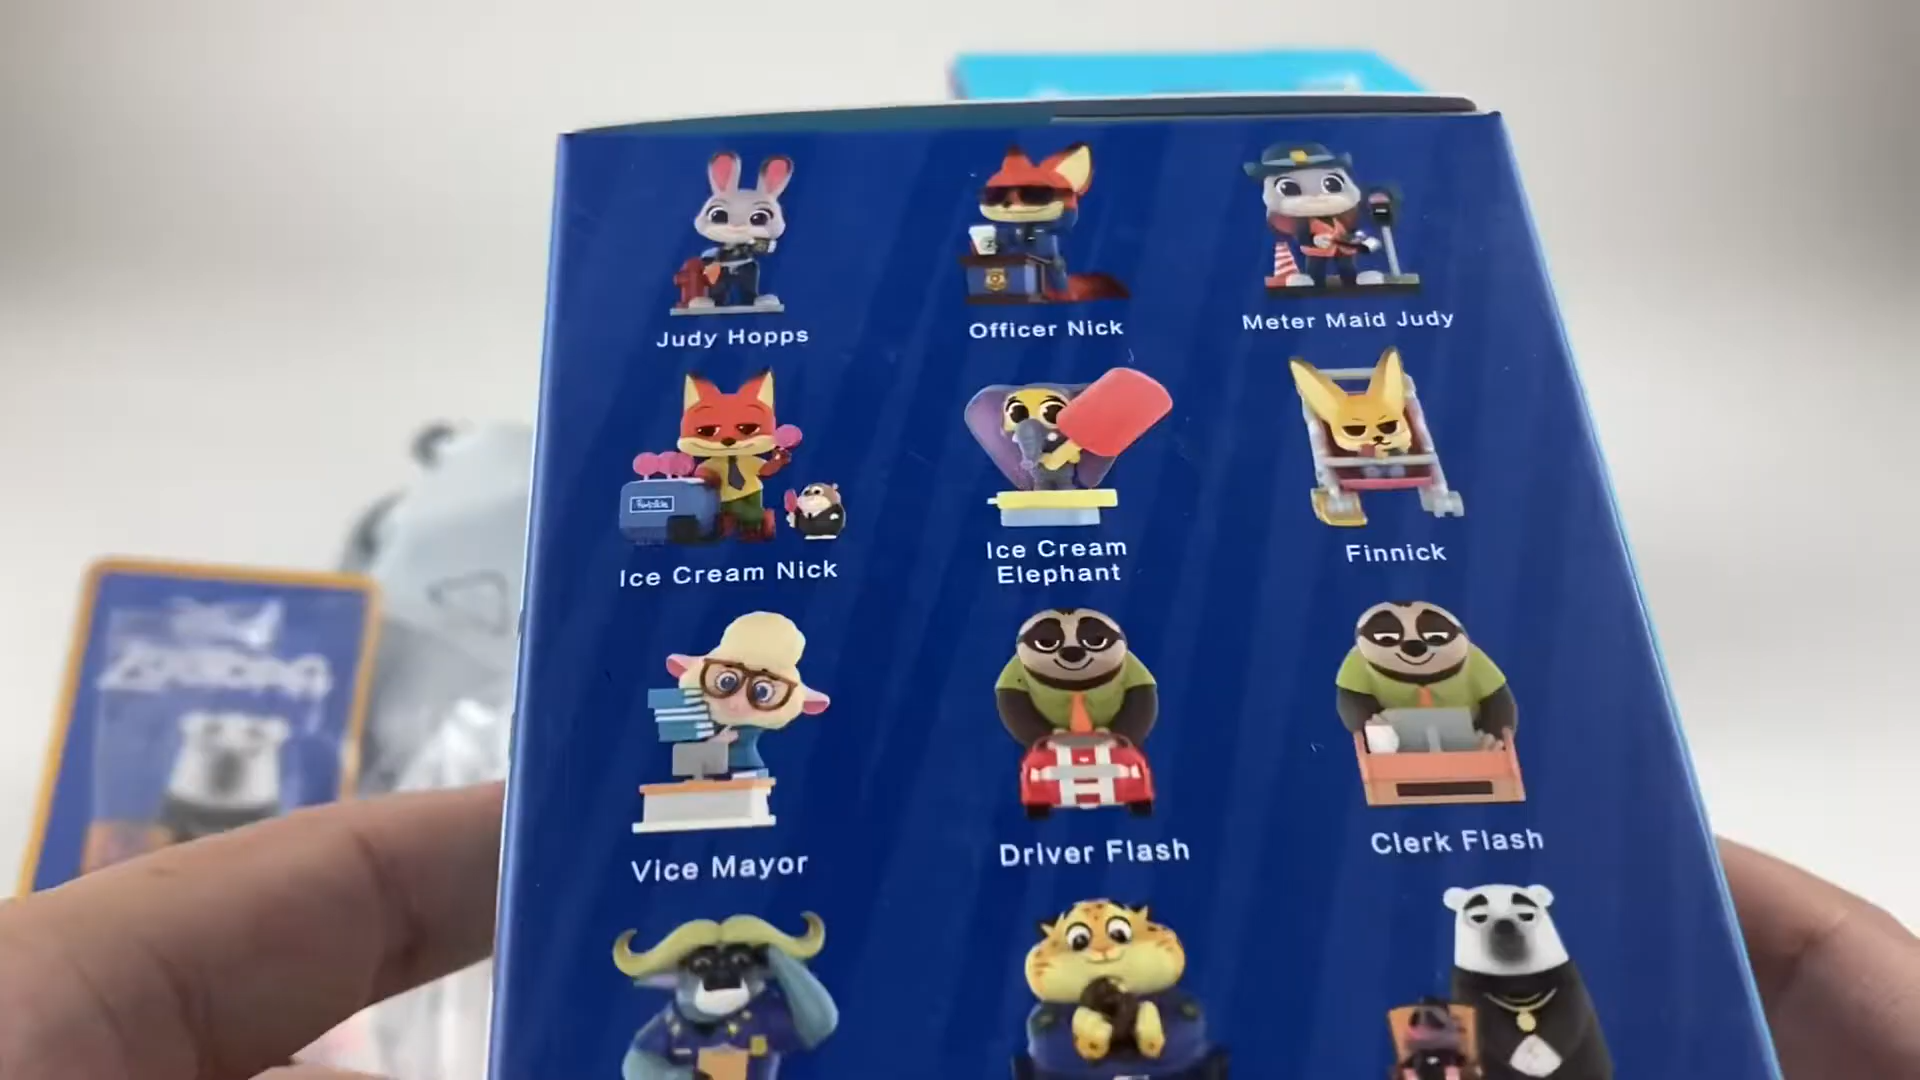 Judy Hopps
Officer Nick
Meter Maid Judy
Ice Cream Nick
Ice Cream
Elephant
Finnick
Vice Mayor
Driver Flash
Clerk Flash
ZOOTOPIA